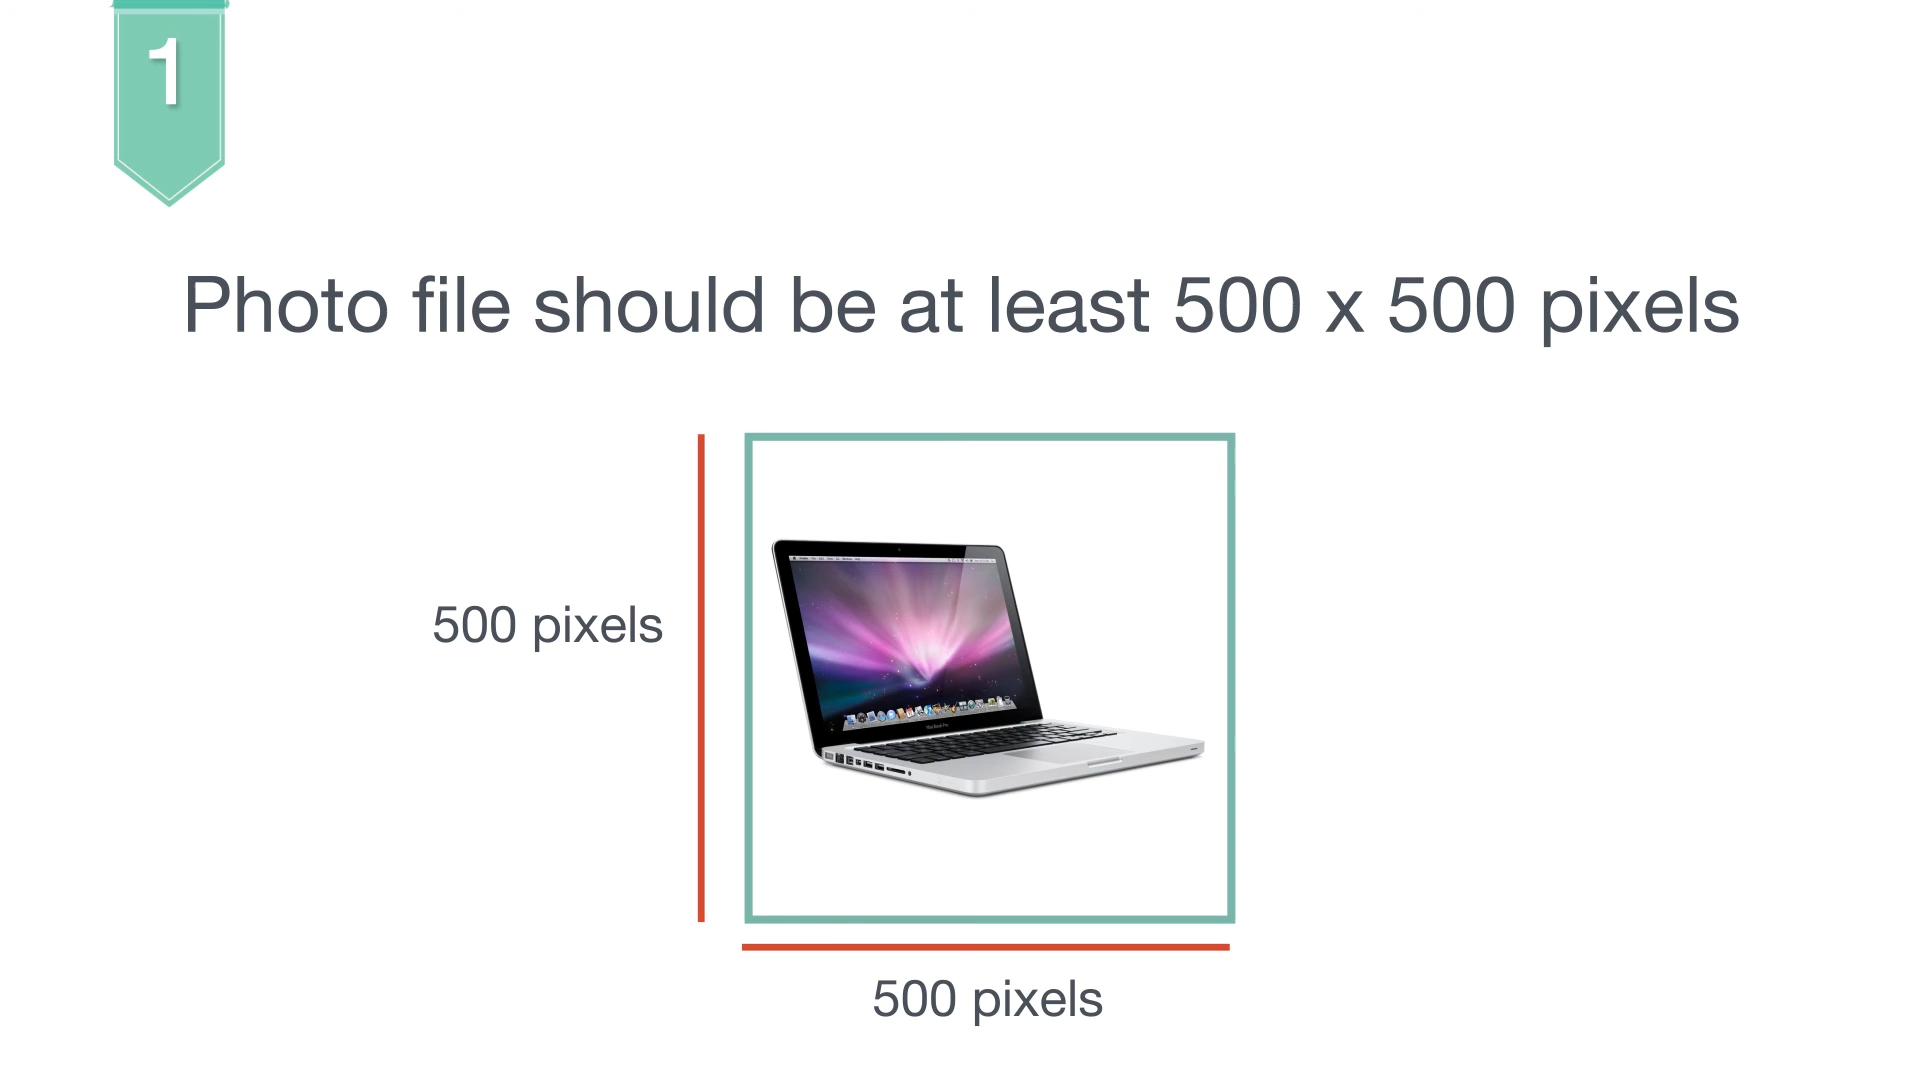 1
Photo file should be at least 500 x 500 pixels
500 pixels
500 pixels